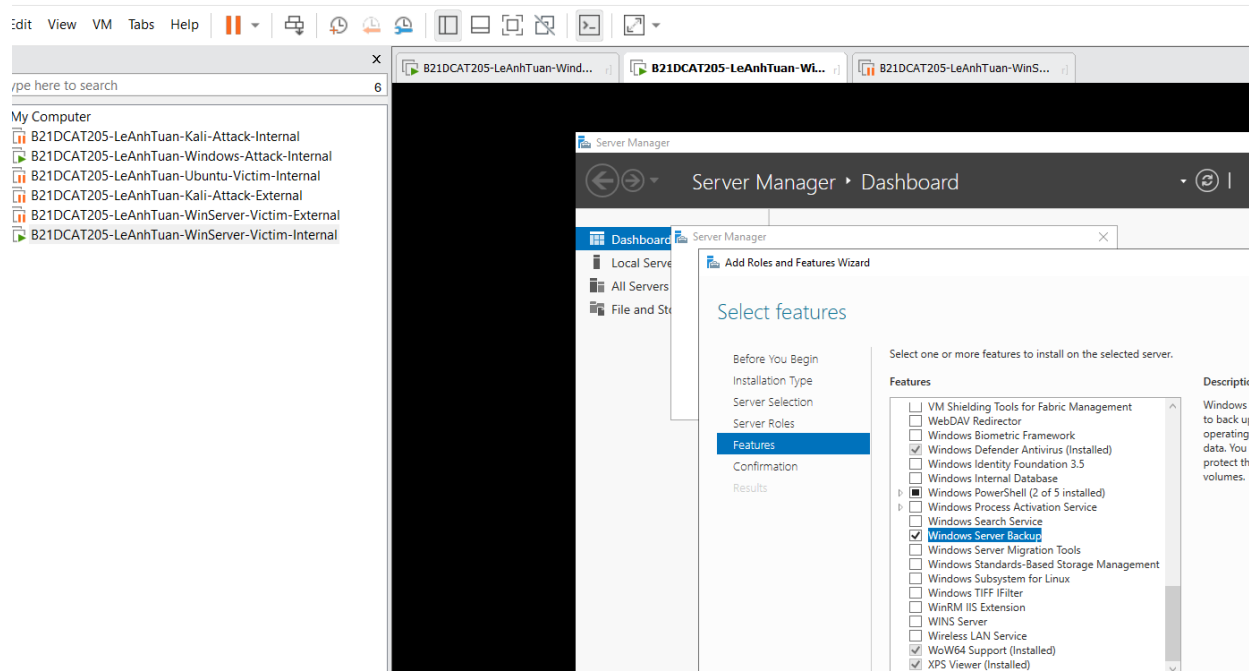 Edit View VM Tabs Help
X
ype here to search
6
My Computer
B21DCAT205-LeAnhTuan-Kali-Attack-Internal
B21DCAT205-LeAnhTuan-Windows-Attack-Internal
B21DCAT205-LeAnhTuan-Ubuntu-Victim-Internal
B21DCAT205-LeAnhTuan-Kali-Attack-External
B21DCAT205-LeAnhTuan-WinServer-Victim-External
B21DCAT205-LeAnhTuan-WinServer-Victim-Internal
B21DCAT205-LeAnhTuan-Wind...
B21DCAT205-LeAnhTuan-Wi...
B21DCAT205-LeAnhTuan-WinS...
Server Manager
Server Manager ‣ Dashboard
Dashboard
Local Serve
All Servers
File and Sto
Server Manager
Add Roles and Features Wizard
Select features
Before You Begin
Installation Type
Server Selection
Server Roles
Features
Confirmation
Results
Select one or more features to install on the selected server.
Features
VM Shielding Tools for Fabric Management
WebDAV Redirector
Windows Biometric Framework
Windows Defender Antivirus (Installed)
Windows Identity Foundation 3.5
Windows Internal Database
Windows PowerShell (2 of 5 installed)
Windows Process Activation Service
Windows Search Service
Windows Server Backup
Windows Server Migration Tools
Windows Standards-Based Storage Management
Windows Subsystem for Linux
Windows TIFF IFilter
WinRM IIS Extension
WINS Server
Wireless LAN Service
WoW64 Support (Installed)
XPS Viewer (Installed)
Descriptio
Windows
to back up
operating
data. You
protect th
volumes.